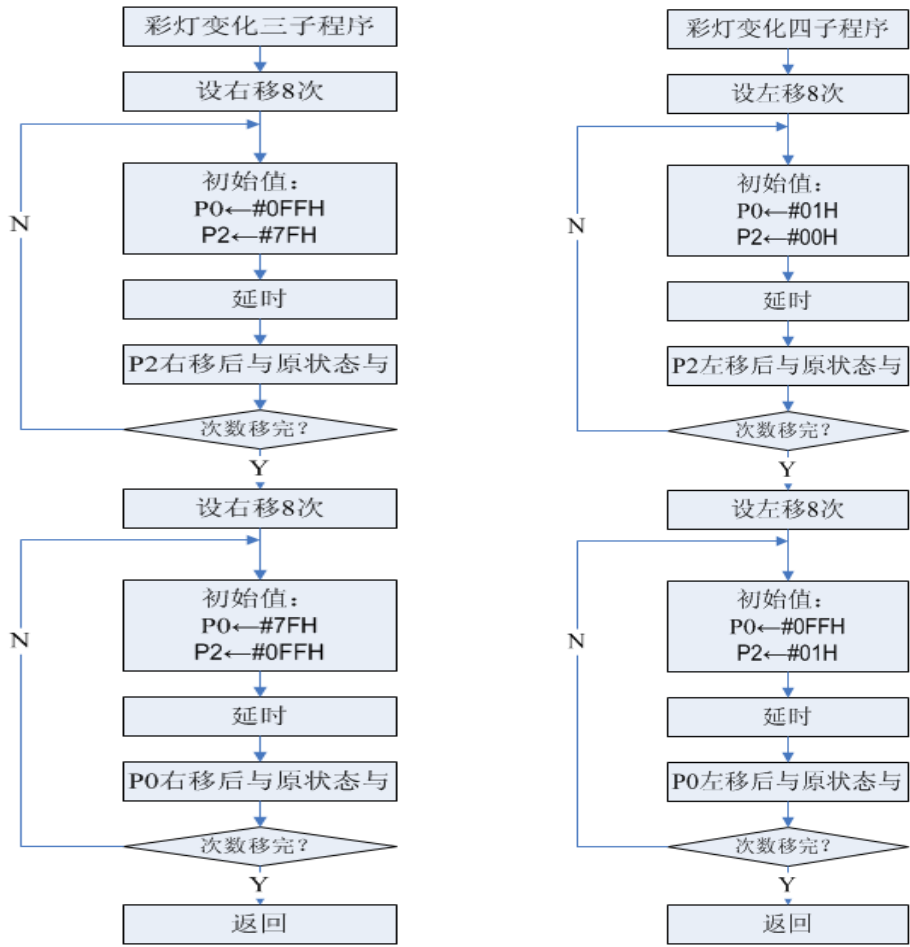 彩灯变化三子程序
设右移8次
初始值：
P0←#0FFH
P2←#7FH
延时
P2右移后与原状态与
次数移完？
N
Y
设右移8次
初始值：
P0←#7FH
P2←#0FFH
延时
P0右移后与原状态与
次数移完？
N
Y
返回
彩灯变化四子程序
设左移8次
初始值：
P0←#01H
P2←#00H
延时
P2左移后与原状态与
次数移完？
N
Y
设左移8次
初始值：
P0←#0FFH
P2←#01H
延时
P0左移后与原状态与
次数移完？
N
Y
返回